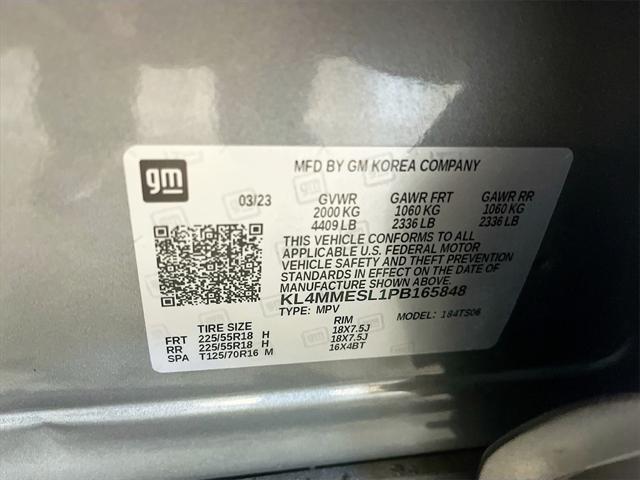 gm
MFD BY GM KOREA COMPANY
03/23 GVWR GAWR FRT GAWR RR
2000 KG 1060 KG 1060 KG
4409 LB 2336 LB 2336 LB
THIS VEHICLE CONFORMS TO ALL
APPLICABLE U.S. FEDERAL MOTOR
VEHICLE SAFETY AND THEFT PREVENTION
STANDARDS IN EFFECT ON THE DATE OF
MANUFACTURE SHOWN ABOVE.
KL4MMESL1PB165848
TYPE: MPV MODEL: 184TS06
TIRE SIZE RIM
FRT 225/55R18 H 18X7.5J
RR 225/55R18 H 18X7.5J
SPA T125/70R16 M 16X4BT